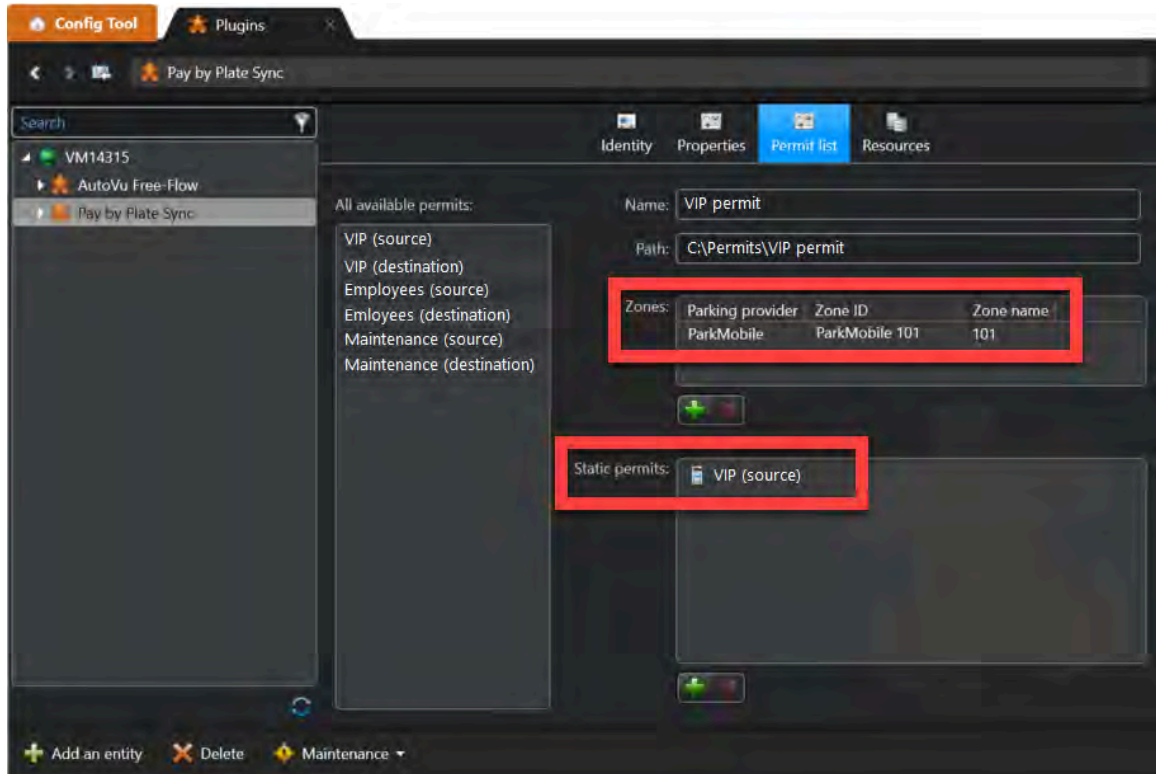 Config Tool
Plugins
Pay by Plate Sync
Search
VM14315
AutoVu Free-Flow
Pay by Plate Sync
Identity
Properties
Permit list
Resources
All available permits:
VIP (source)
VIP (destination)
Employees (source)
Emloyees (destination)
Maintenance (source)
Maintenance (destination)
Name: VIP permit
Path: C:\Permits\VIP permit
Zones: Parking provider Zone ID Zone name
ParkMobile ParkMobile 101 101
Static permits: VIP (source)
Add an entity Delete Maintenance